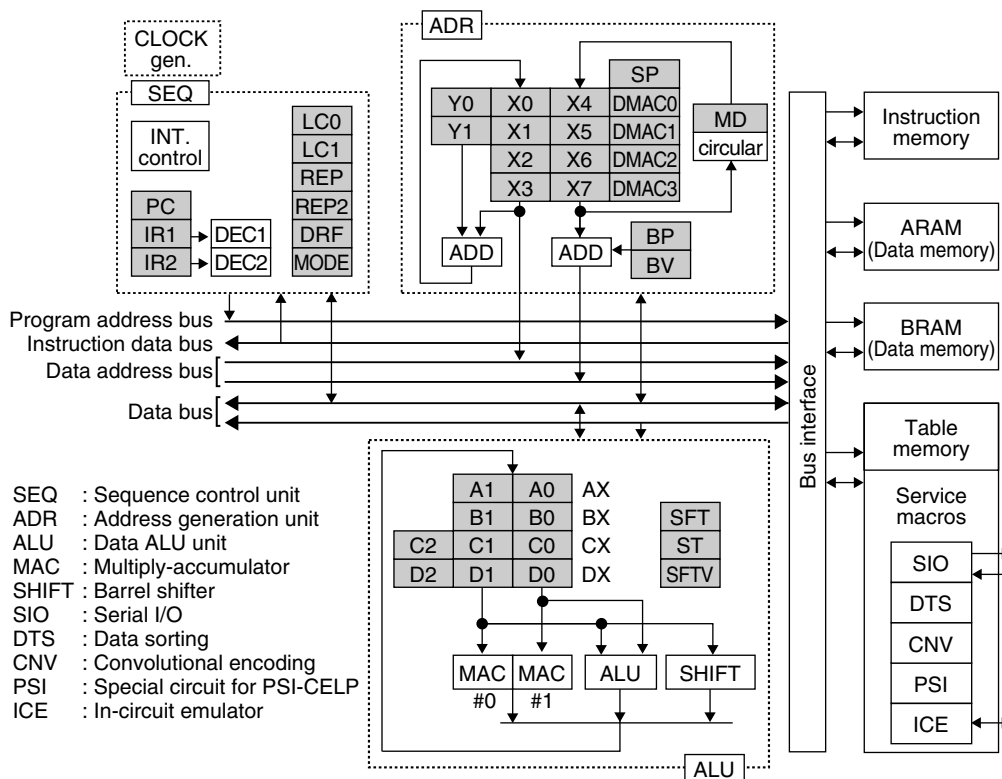 CLOCK
gen.
SEQ
INT.
control
PC
IR1
IR2
DEC1
DEC2
LC0
LC1
REP
REP2
DRF
MODE
ADR
SP
Y0 X0 X4 DMAC0
Y1 X1 X5 DMAC1
X2 X6 DMAC2
X3 X7 DMAC3
MD
circular
ADD
ADD
BP
BV
Program address bus
Instruction data bus
Data address bus
Data bus
Bus interface
Instruction
memory
ARAM
(Data memory)
BRAM
(Data memory)
Table
memory
Service
macros
SIO
DTS
CNV
PSI
ICE
A1 A0 AX
B1 B0 BX
C2 C1 C0 CX
D2 D1 D0 DX
SFT
ST
SFTV
MAC
#0
MAC
#1
ALU
SHIFT
ALU
SEQ : Sequence control unit
ADR : Address generation unit
ALU : Data ALU unit
MAC : Multiply-accumulator
SHIFT : Barrel shifter
SIO : Serial I/O
DTS : Data sorting
CNV : Convolutional encoding
PSI : Special circuit for PSI-CELP
ICE : In-circuit emulator